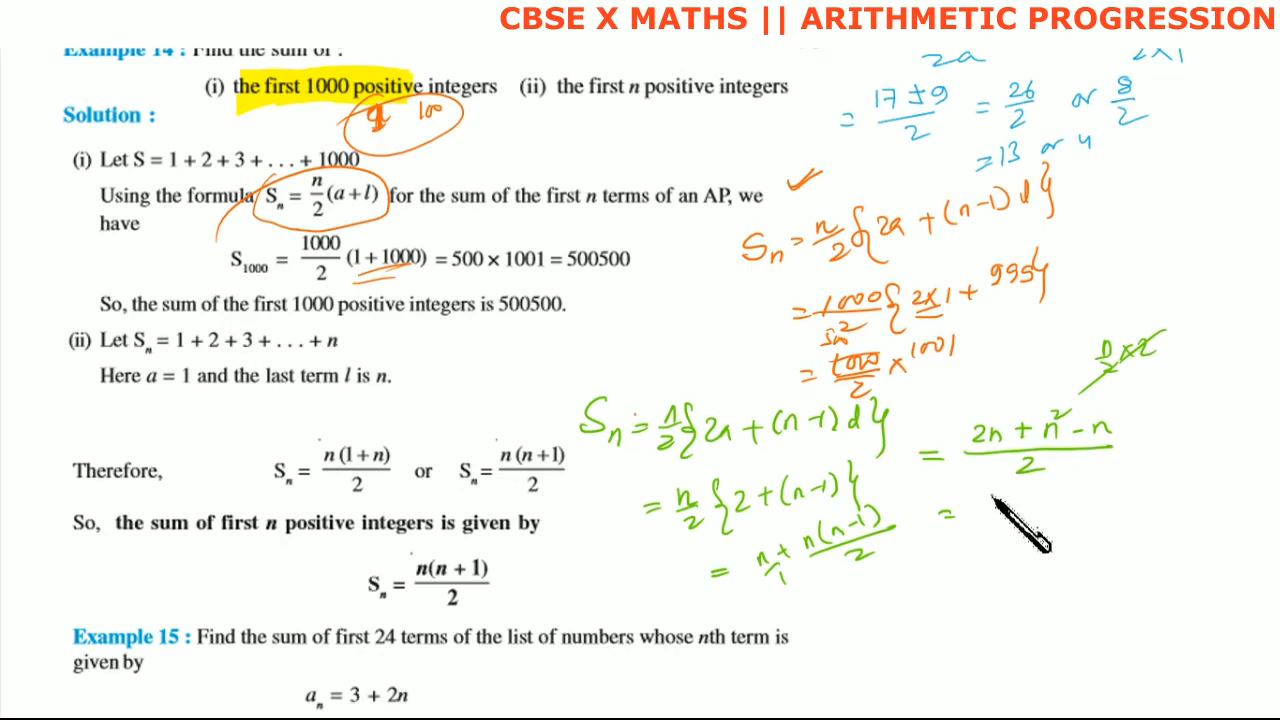 CBSE X MATHS || ARITHMETIC PROGRESSION
Example 14 : Find the sum of :
(i) the first 1000 positive integers (ii) the first n positive integers
Solution :
(i) Let S = 1 + 2 + 3 + . . . + 1000
Using the formula Sₙ = n/2 (a + l) for the sum of the first n terms of an AP, we
have
S₁₀₀₀ = 1000/2 (1 + 1000) = 500 × 1001 = 500500
So, the sum of the first 1000 positive integers is 500500.
(ii) Let Sₙ = 1 + 2 + 3 + . . . + n
Here a = 1 and the last term l is n.
Therefore, Sₙ = n (1 + n)/2 or Sₙ = n (n + 1)/2
So, the sum of first n positive integers is given by
Sₙ = n(n + 1)/2
Example 15 : Find the sum of first 24 terms of the list of numbers whose nth term is
given by
aₙ = 3 + 2n
100
2a 2×1
= 17 ± 9/2 = 26/2 or 8/2
= 13 or 4
Sₙ = n/2 {2a + (n-1) d}
= 1000/2 {2×1 + 999}
500
= 1000/2 × 1001
Sₙ = n/2 {2a + (n-1) d}
= n/2 {2 + (n-1)}
= n/1 + n(n-1)/2
n/2 × 2
= 2n + n² - n/2
=